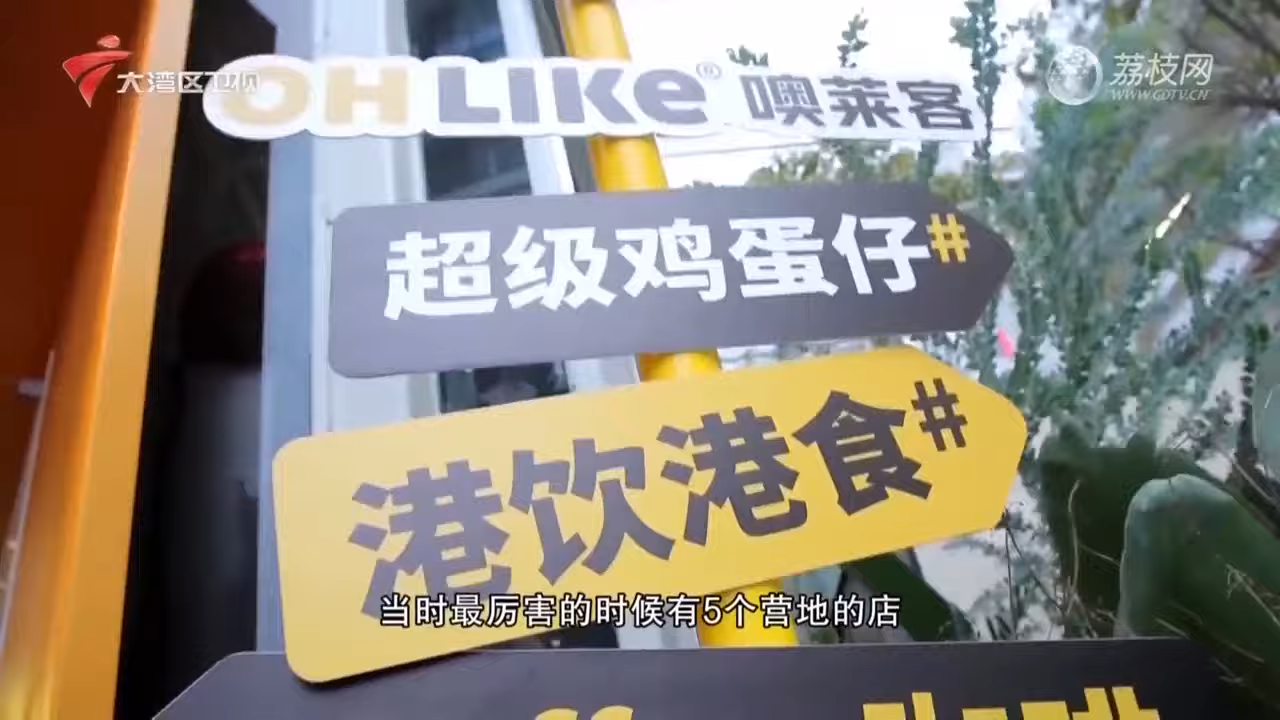 大湾区卫视
荔枝网
WWW.GDTV.CN
OH LIKe® 噢莱客
超级鸡蛋仔#
港饮港食#
当时最厉害的时候有5个营地的店